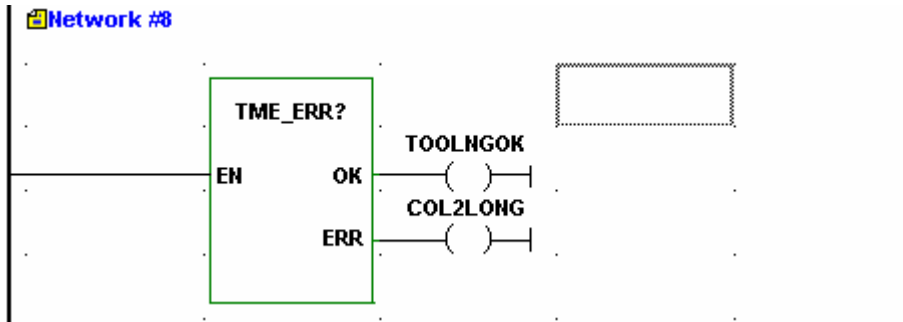 Network #8
TME_ERR?
TOOLNGOK
EN OK
COL2LONG
ERR